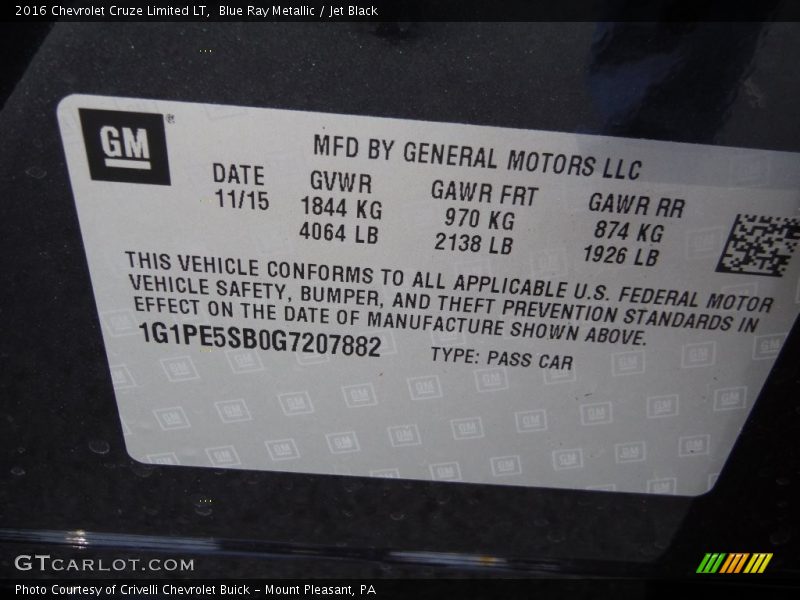 2016 Chevrolet Cruze Limited LT,  Blue Ray Metallic / Jet Black
GM®
MFD BY GENERAL MOTORS LLC
DATE GVWR GAWR FRT GAWR RR
11/15 1844 KG 970 KG 874 KG
4064 LB 2138 LB 1926 LB
THIS VEHICLE CONFORMS TO ALL APPLICABLE U.S. FEDERAL MOTOR
VEHICLE SAFETY, BUMPER, AND THEFT PREVENTION STANDARDS IN
EFFECT ON THE DATE OF MANUFACTURE SHOWN ABOVE.
1G1PE5SB0G7207882 TYPE: PASS CAR
GTCARLOT.COM
Photo Courtesy of Crivelli Chevrolet Buick - Mount Pleasant, PA